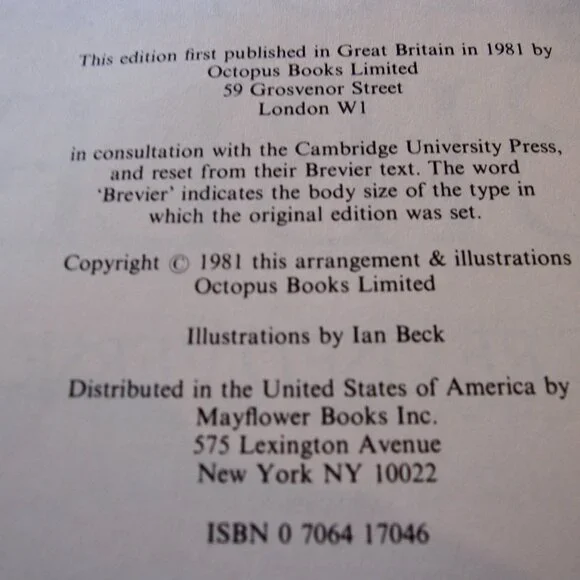 This edition first published in Great Britain in 1981 by
Octopus Books Limited
59 Grosvenor Street
London W1
in consultation with the Cambridge University Press,
and reset from their Brevier text. The word
'Brevier' indicates the body size of the type in
which the original edition was set.
Copyright © 1981 this arrangement & illustrations
Octopus Books Limited
Illustrations by Ian Beck
Distributed in the United States of America by
Mayflower Books Inc.
575 Lexington Avenue
New York NY 10022
ISBN 0 7064 17046